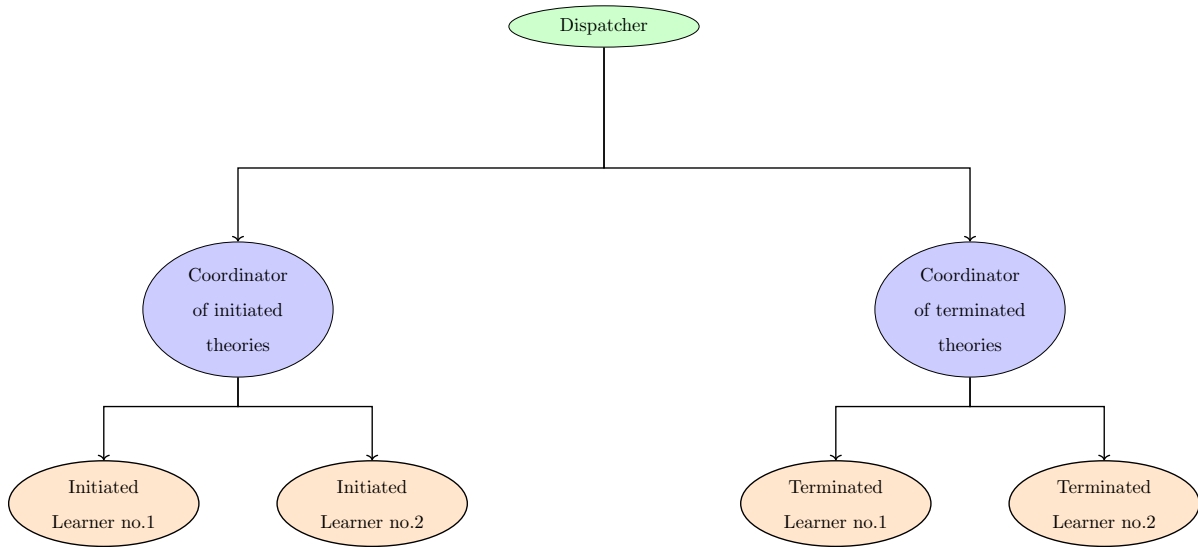 Dispatcher
Coordinator
of initiated
theories
Coordinator
of terminated
theories
Initiated
Learner no.1
Initiated
Learner no.2
Terminated
Learner no.1
Terminated
Learner no.2